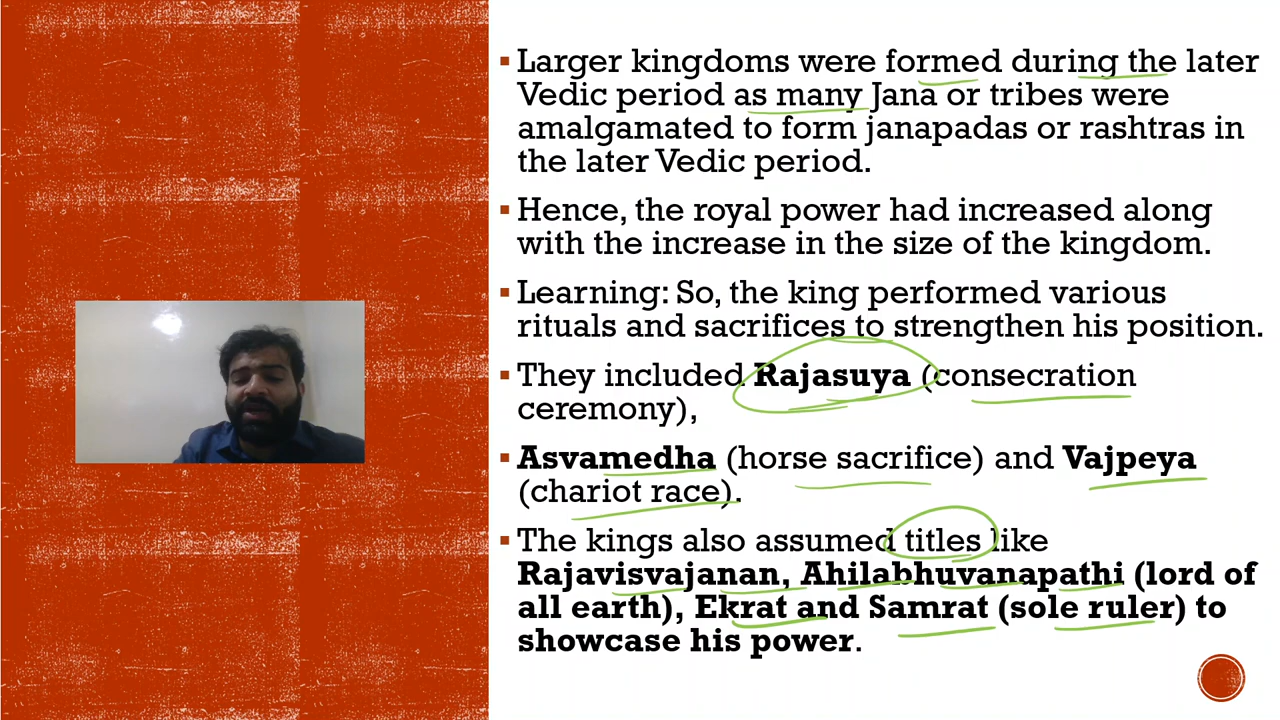 Larger kingdoms were formed during the later
Vedic period as many Jana or tribes were
amalgamated to form janapadas or rashtras in
the later Vedic period.
Hence, the royal power had increased along
with the increase in the size of the kingdom.
Learning: So, the king performed various
rituals and sacrifices to strengthen his position.
They included Rajasuya (consecration
ceremony),
Asvamedha (horse sacrifice) and Vajpeya
(chariot race).
The kings also assumed titles like
Rajavisvajanan, Ahilabhuvanapathi (lord of
all earth), Ekrat and Samrat (sole ruler) to
showcase his power.